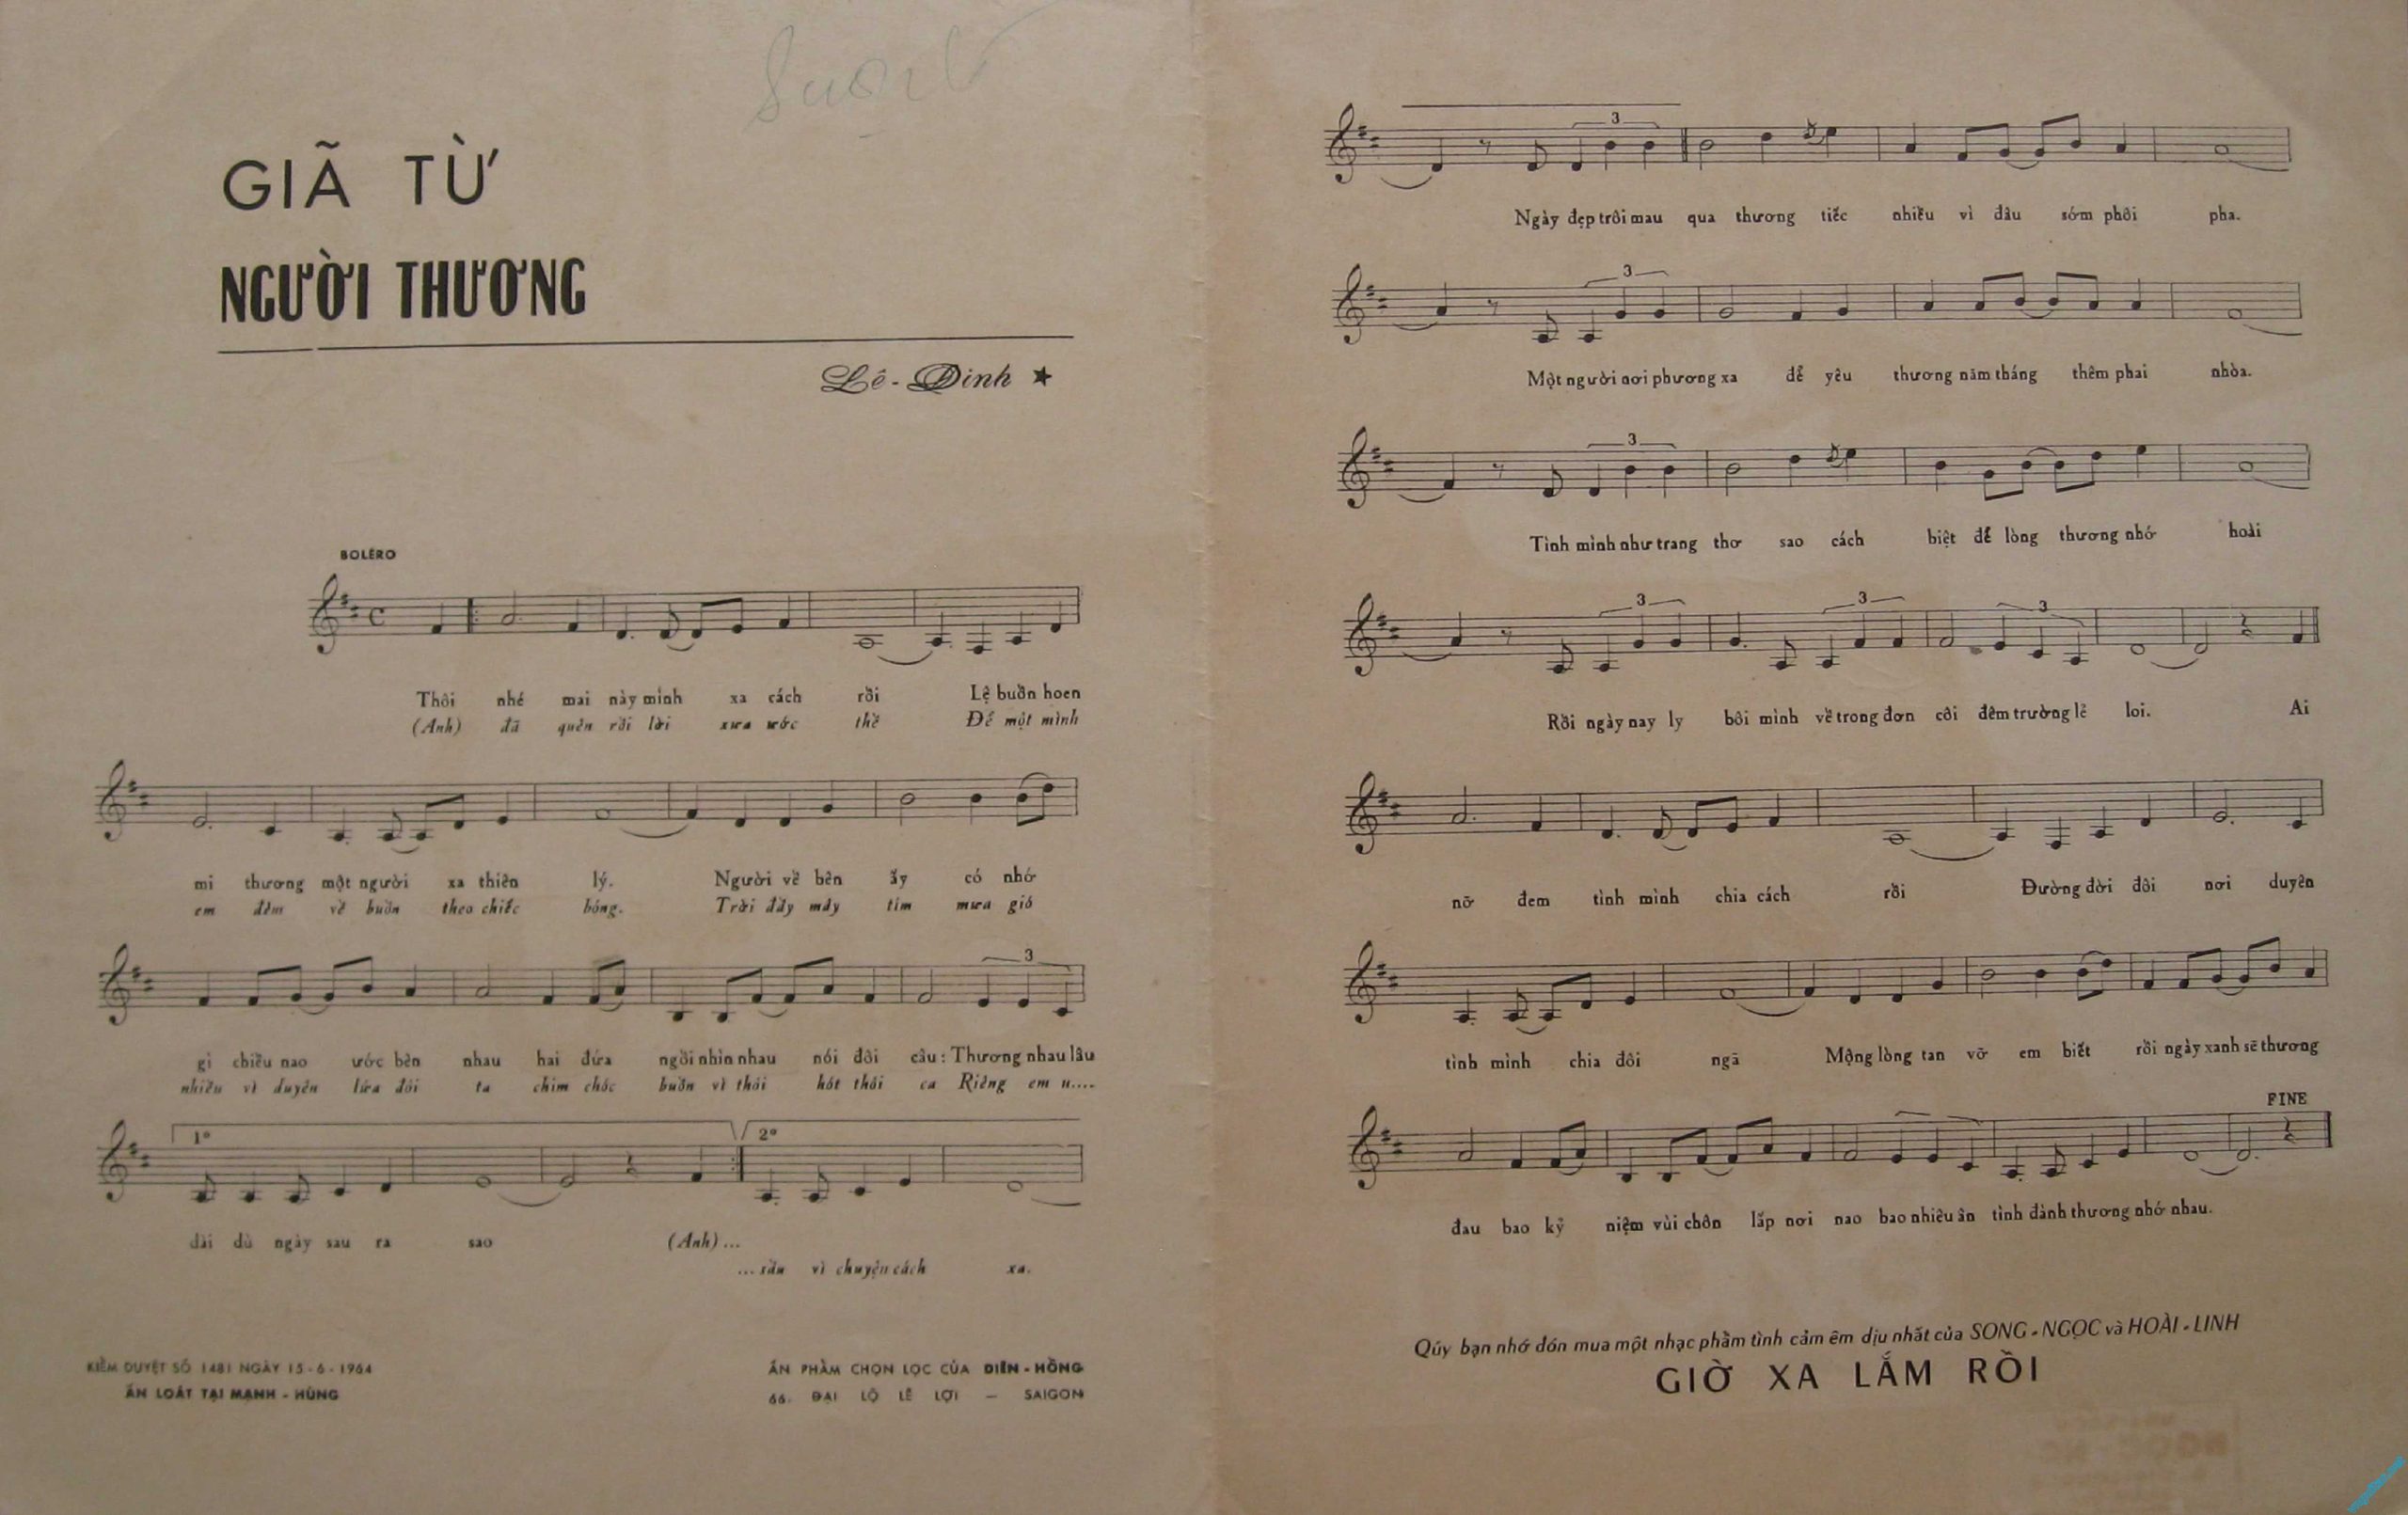 GIÃ TỪ
NGƯỜI THƯƠNG
Lê-Dinh ★
BOLÉRO
Thôi nhé mai này mình xa cách rồi Lệ buồn hoen
(Anh) đã quên rồi lời xưa ước thề Để một mình
mi thương một người xa thiên lý. Người về bên ấy có nhớ
em đêm về buồn theo chiếc bóng. Trời đầy mây tím mưa gió
3
gì chiều nao ước bên nhau hai đứa ngồi nhìn nhau nói đôi câu: Thương nhau lâu
nhiều vì duyên lứa đôi ta chim chóc buồn vì thôi hót thôi ca Riêng em u....
1º 2º
dài dù ngày sau ra sao (Anh)...
...sầu vì chuyện cách xa.
KIỂM DUYỆT SỐ 1481 NGÀY 15-6-1964
ẤN LOÁT TẠI MẠNH-HÙNG
ẤN PHẨM CHỌN LỌC CỦA DIÊN-HỒNG
66. ĐẠI LỘ LÊ LỢI – SAIGON
3
Ngày đẹp trôi mau qua thương tiếc nhiều vì đâu sớm phôi pha.
3
Một người nơi phương xa để yêu thương năm tháng thêm phai nhòa.
3
Tình mình như trang thơ sao cách biệt để lòng thương nhớ hoài
3 3 3
Rồi ngày nay ly bôi mình về trong đơn côi đêm trường lẻ loi. Ai
nỡ đem tình mình chia cách rồi Đường đời đôi nơi duyên
tình mình chia đôi ngã Mộng lòng tan vỡ em biết rồi ngày xanh sẽ thương
FINE
đau bao kỷ niệm vùi chôn lấp nơi nao bao nhiêu ân tình đành thương nhớ nhau.
Qúy bạn nhớ đón mua một nhạc phẩm tình cảm êm dịu nhất của SONG-NGỌC và HOÀI-LINH
GIỜ XA LẮM RỒI